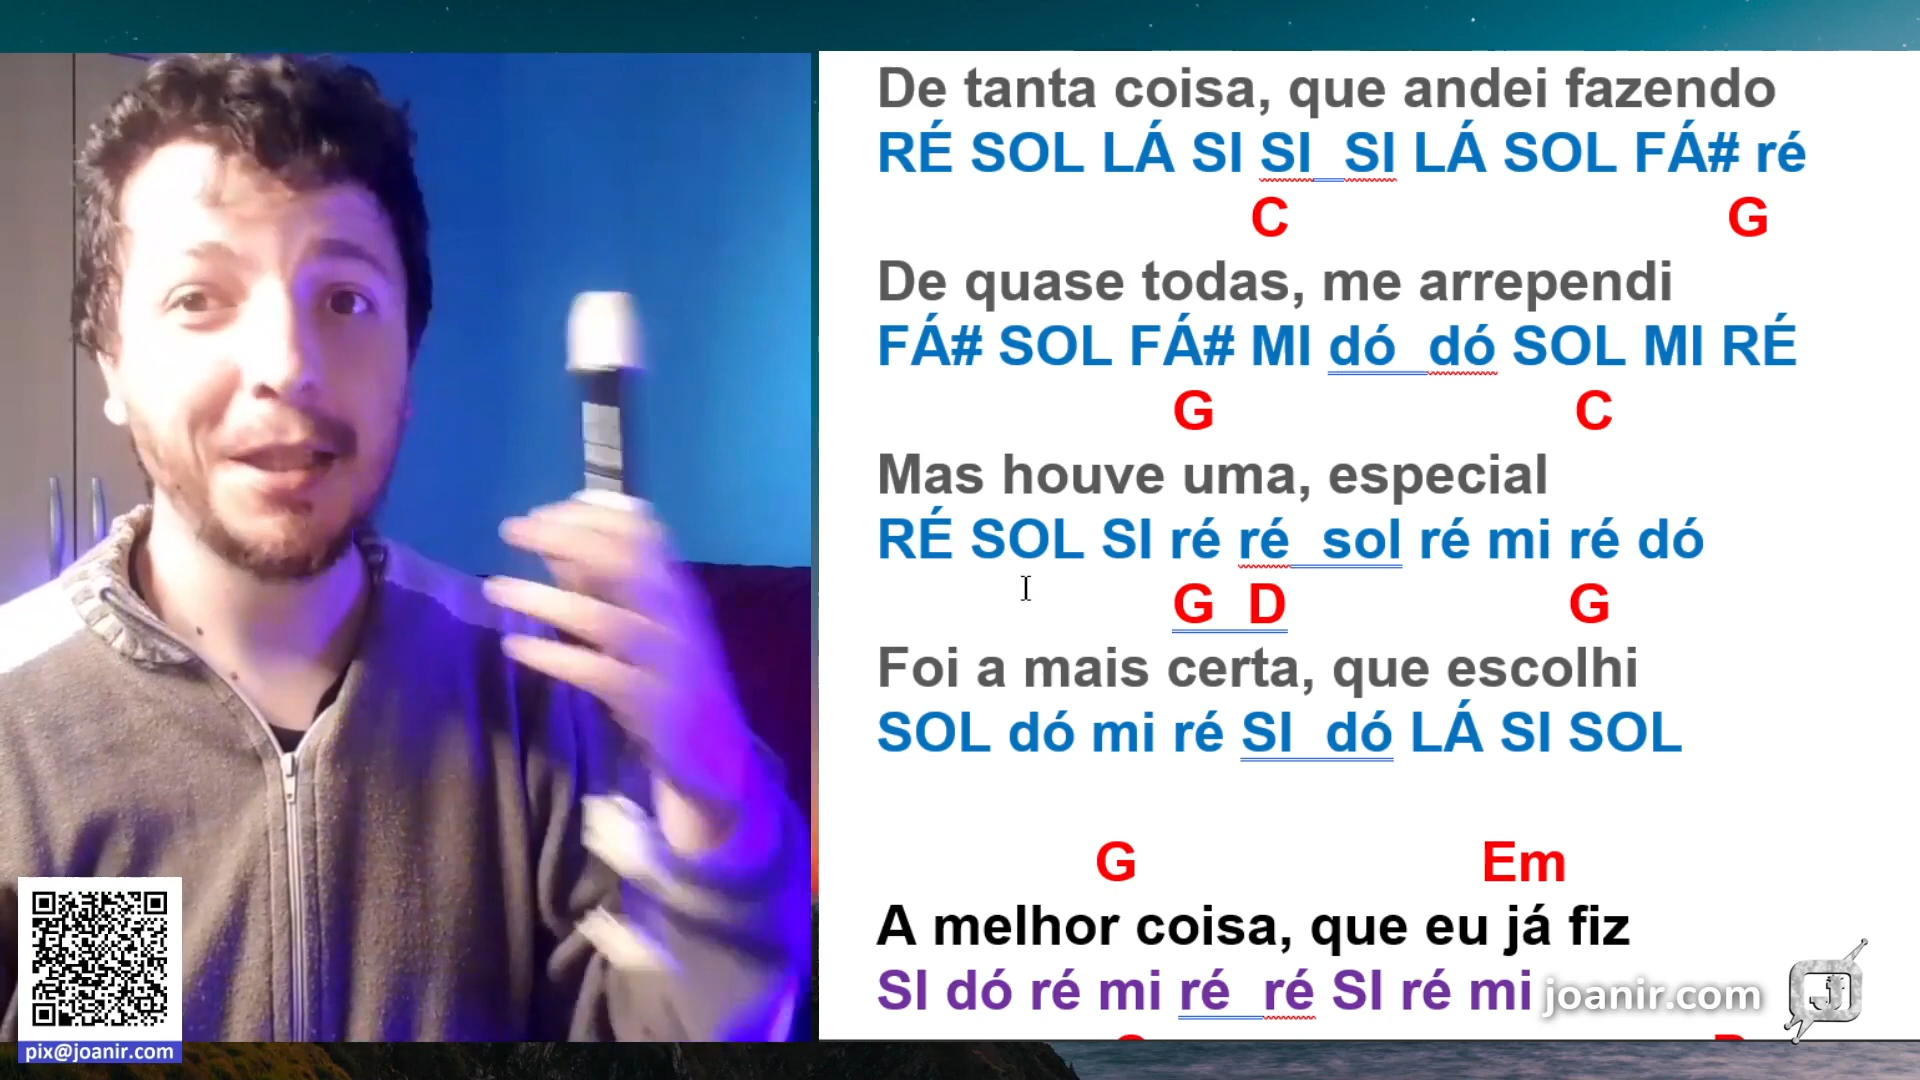 De tanta coisa, que andei fazendo
RÉ SOL LÁ SI SI SI LÁ SOL FÁ# ré
C G
De quase todas, me arrependi
FÁ# SOL FÁ# MI dó dó SOL MI RÉ
G C
Mas houve uma, especial
RÉ SOL SI ré ré sol ré mi ré dó
G D G
Foi a mais certa, que escolhi
SOL dó mi ré SI dó LÁ SI SOL
G Em
A melhor coisa, que eu já fiz
SI dó ré mi ré ré SI ré mi
joanir.com
J
pix@joanir.com